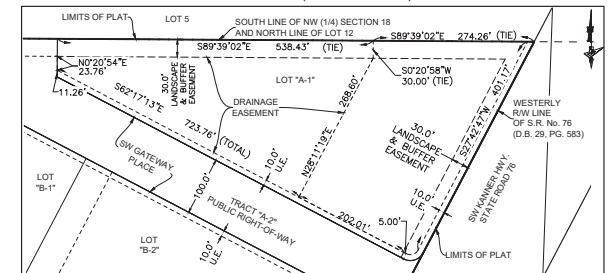 LIMITS OF PLAT
LOT 5
SOUTH LINE OF NW (1/4) SECTION 18
AND NORTH LINE OF LOT 12
S89°39'02"E 538.43' (TIE)
S89°39'02"E 274.26' (TIE)
N0°20'54"E
23.76'
11.26'
30.0'
LANDSCAPE
& BUFFER
EASEMENT
LOT "A-1"
DRAINAGE
EASEMENT
S0°20'58"W
30.00' (TIE)
S62°17'13"E
723.76' (TOTAL)
N28°11'19"E
268.60'
30.0'
LANDSCAPE
& BUFFER
EASEMENT
S27°42'47"W
401.17'
WESTERLY
R/W LINE
OF S.R. No. 76
(D.B. 29, PG. 583)
SW GATEWAY
PLACE
10.0'
U.E.
100.0'
TRACT "A-2"
PUBLIC RIGHT-OF-WAY
202.01'
5.00'
10.0'
U.E.
SW KANNER HWY.
STATE ROAD 76
LOT
"B-1"
LOT
"B-2"
10.0'
U.E.
LIMITS OF PLAT